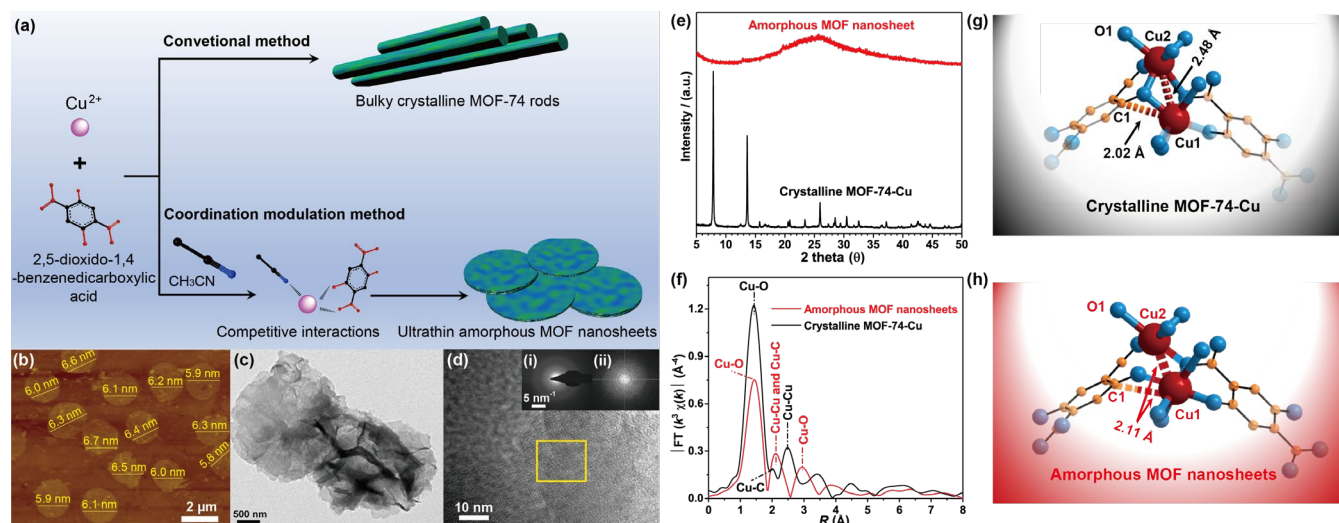 (a)
Convetional method
Bulky crystalline MOF-74 rods
Cu2+
+
2,5-dioxido-1,4
-benzenedicarboxylic
acid
Coordination modulation method
CH3CN
Competitive interactions
Ultrathin amorphous MOF nanosheets
(b)
6.6 nm
6.0 nm
6.1 nm
6.2 nm
5.9 nm
6.3 nm
6.7 nm
6.4 nm
6.3 nm
6.5 nm
6.0 nm
5.8 nm
5.9 nm
6.1 nm
2 μm
(c)
500 nm
(d)
(i)
(ii)
5 nm-1
10 nm
(e)
Amorphous MOF nanosheet
Crystalline MOF-74-Cu
Intensity / (a.u.)
5 10 15 20 25 30 35 40 45 50
2 theta (θ)
(f)
Cu-O
Amorphous MOF nanosheets
Crystalline MOF-74-Cu
Cu-O
Cu-Cu and Cu-C
Cu-Cu
Cu-O
Cu-C
|FT (k3 χ(k)| (Å-4)
1.2
0.9
0.6
0.3
0.0
0 1 2 3 4 5 6 7 8
R (Å)
(g)
O1
Cu2
2.48 Å
C1
Cu1
2.02 Å
Crystalline MOF-74-Cu
(h)
O1
Cu2
C1
Cu1
2.11 Å
Amorphous MOF nanosheets